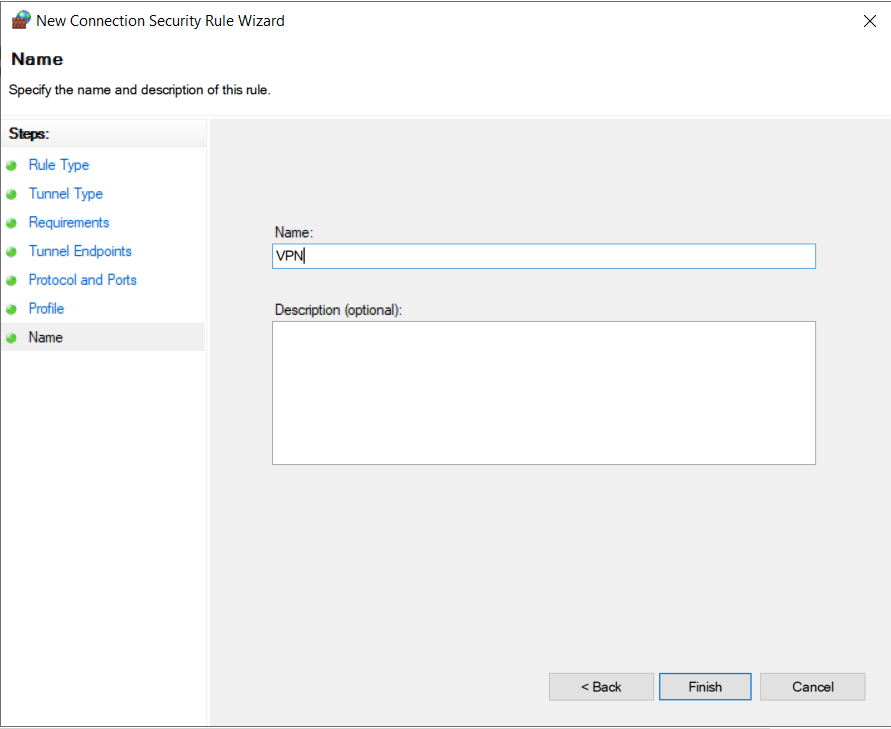 New Connection Security Rule Wizard
Name
Specify the name and description of this rule.
Steps:
Rule Type
Tunnel Type
Requirements
Tunnel Endpoints
Protocol and Ports
Profile
Name
Name:
VPN
Description (optional):
< Back
Finish
Cancel